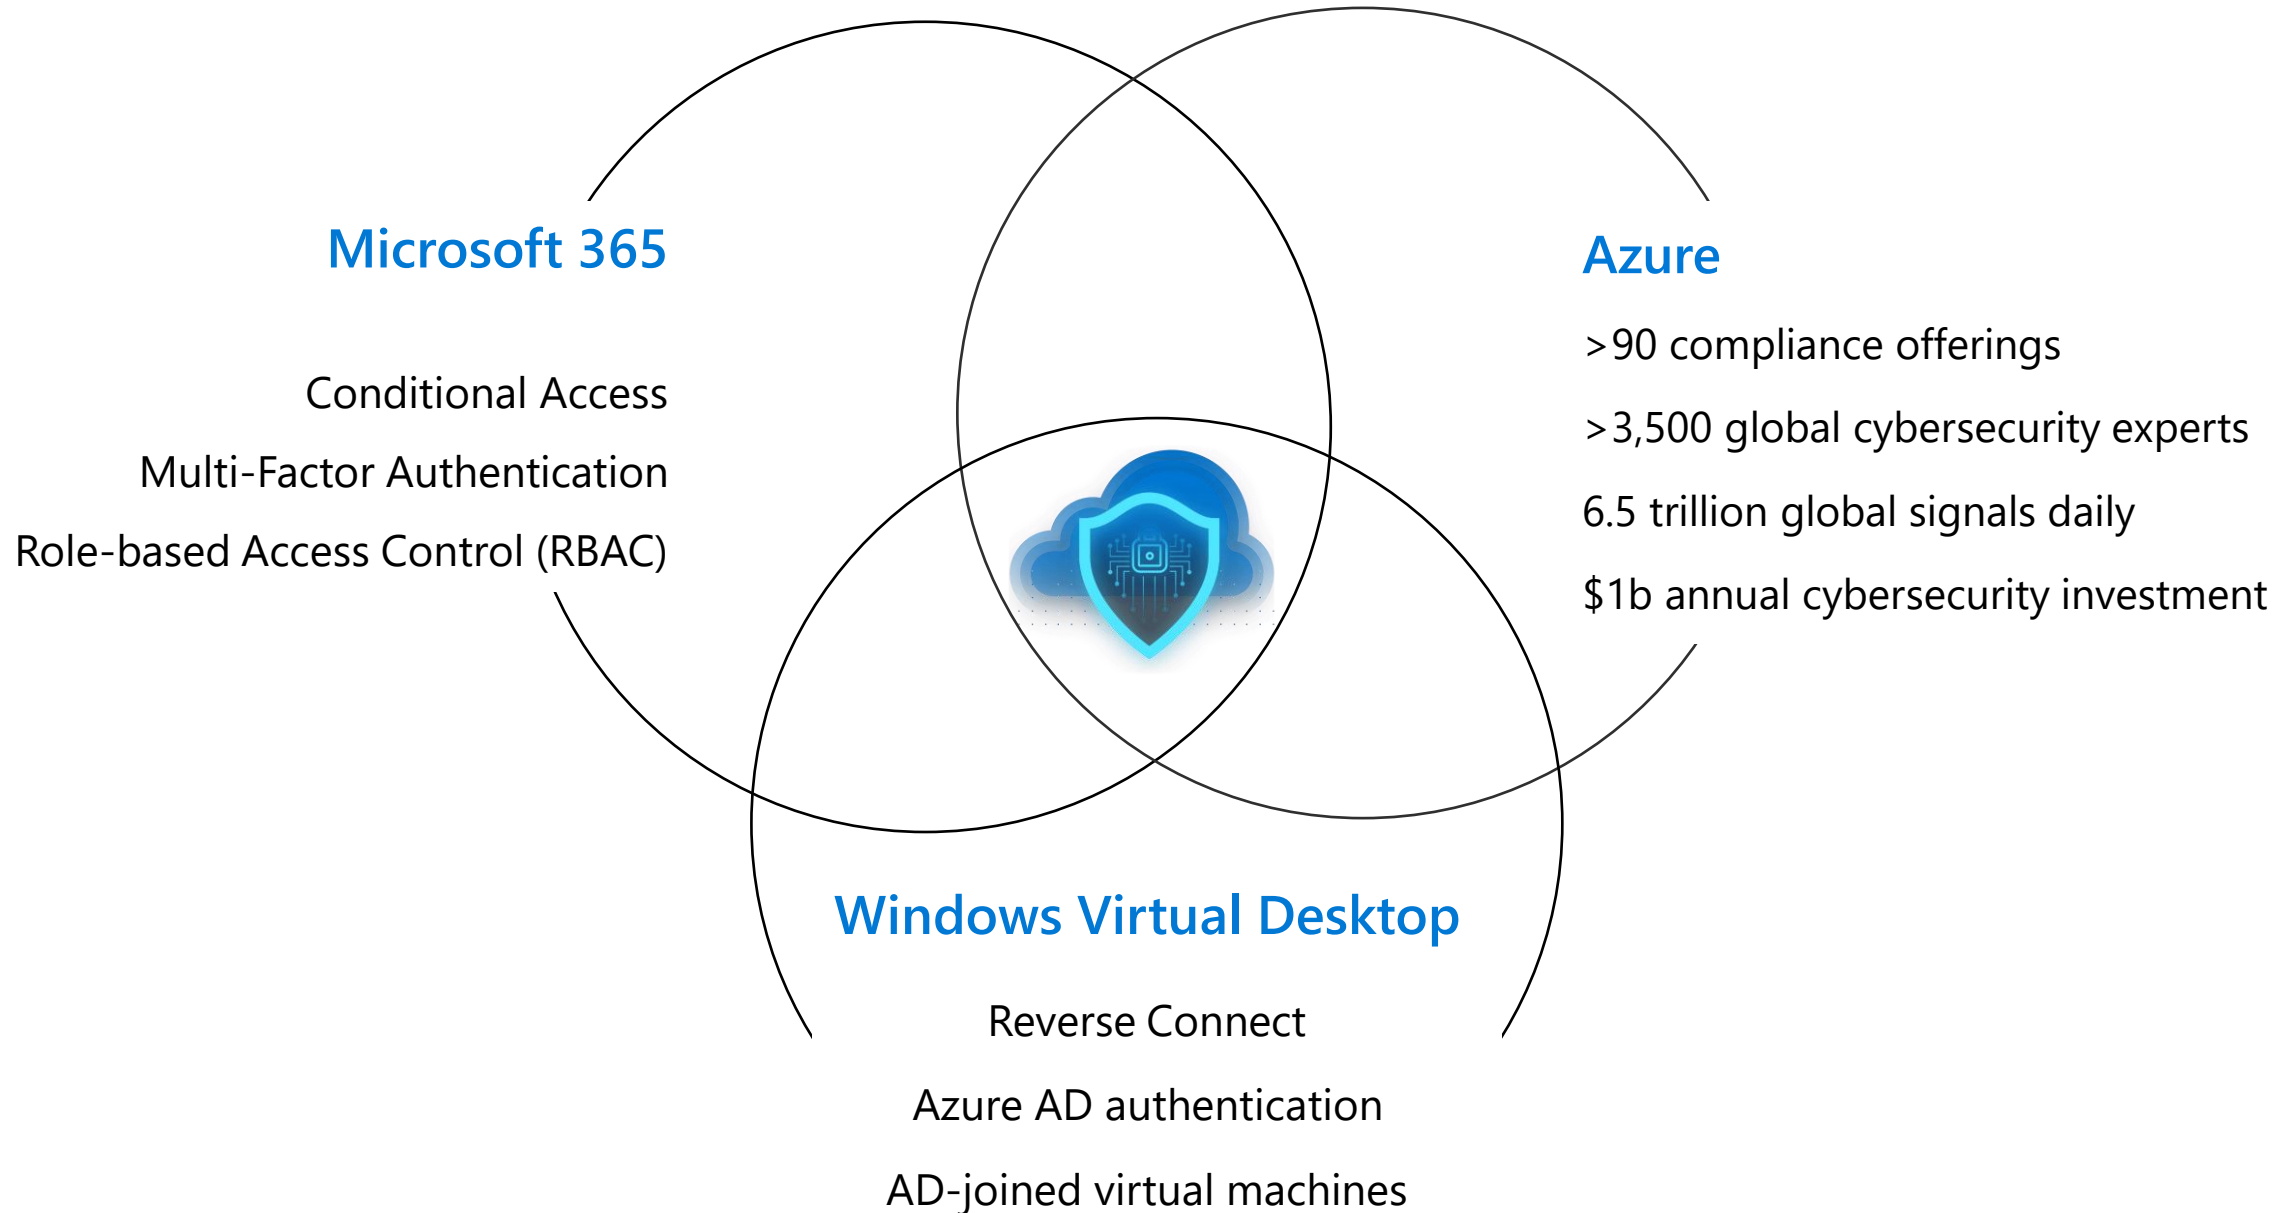 Microsoft 365
Conditional Access
Multi-Factor Authentication
Role-based Access Control (RBAC)
Azure
>90 compliance offerings
>3,500 global cybersecurity experts
6.5 trillion global signals daily
$1b annual cybersecurity investment
Windows Virtual Desktop
Reverse Connect
Azure AD authentication
AD-joined virtual machines